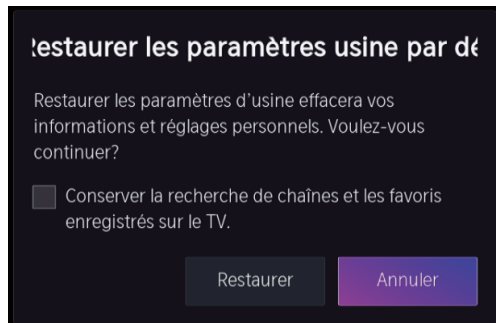 estaurer les paramètres usine par dé
Restaurer les paramètres d'usine effacera vos
informations et réglages personnels. Voulez-vous
continuer?
Conserver la recherche de chaînes et les favoris
enregistrés sur le TV.
Restaurer
Annuler